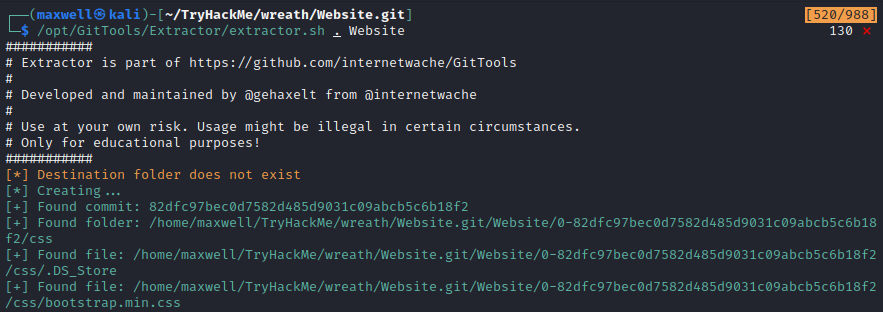 ┌──(maxwell㉿kali)-[~/TryHackMe/wreath/Website.git] [520/988]
└─$ /opt/GitTools/Extractor/extractor.sh . Website 130 ⨯
###########
# Extractor is part of https://github.com/internetwache/GitTools
#
# Developed and maintained by @gehaxelt from @internetwache
#
# Use at your own risk. Usage might be illegal in certain circumstances.
# Only for educational purposes!
###########
[*] Destination folder does not exist
[*] Creating...
[+] Found commit: 82dfc97bec0d7582d485d9031c09abcb5c6b18f2
[+] Found folder: /home/maxwell/TryHackMe/wreath/Website.git/Website/0-82dfc97bec0d7582d485d9031c09abcb5c6b18
f2/css
[+] Found file: /home/maxwell/TryHackMe/wreath/Website.git/Website/0-82dfc97bec0d7582d485d9031c09abcb5c6b18f2
/css/.DS_Store
[+] Found file: /home/maxwell/TryHackMe/wreath/Website.git/Website/0-82dfc97bec0d7582d485d9031c09abcb5c6b18f2
/css/bootstrap.min.css